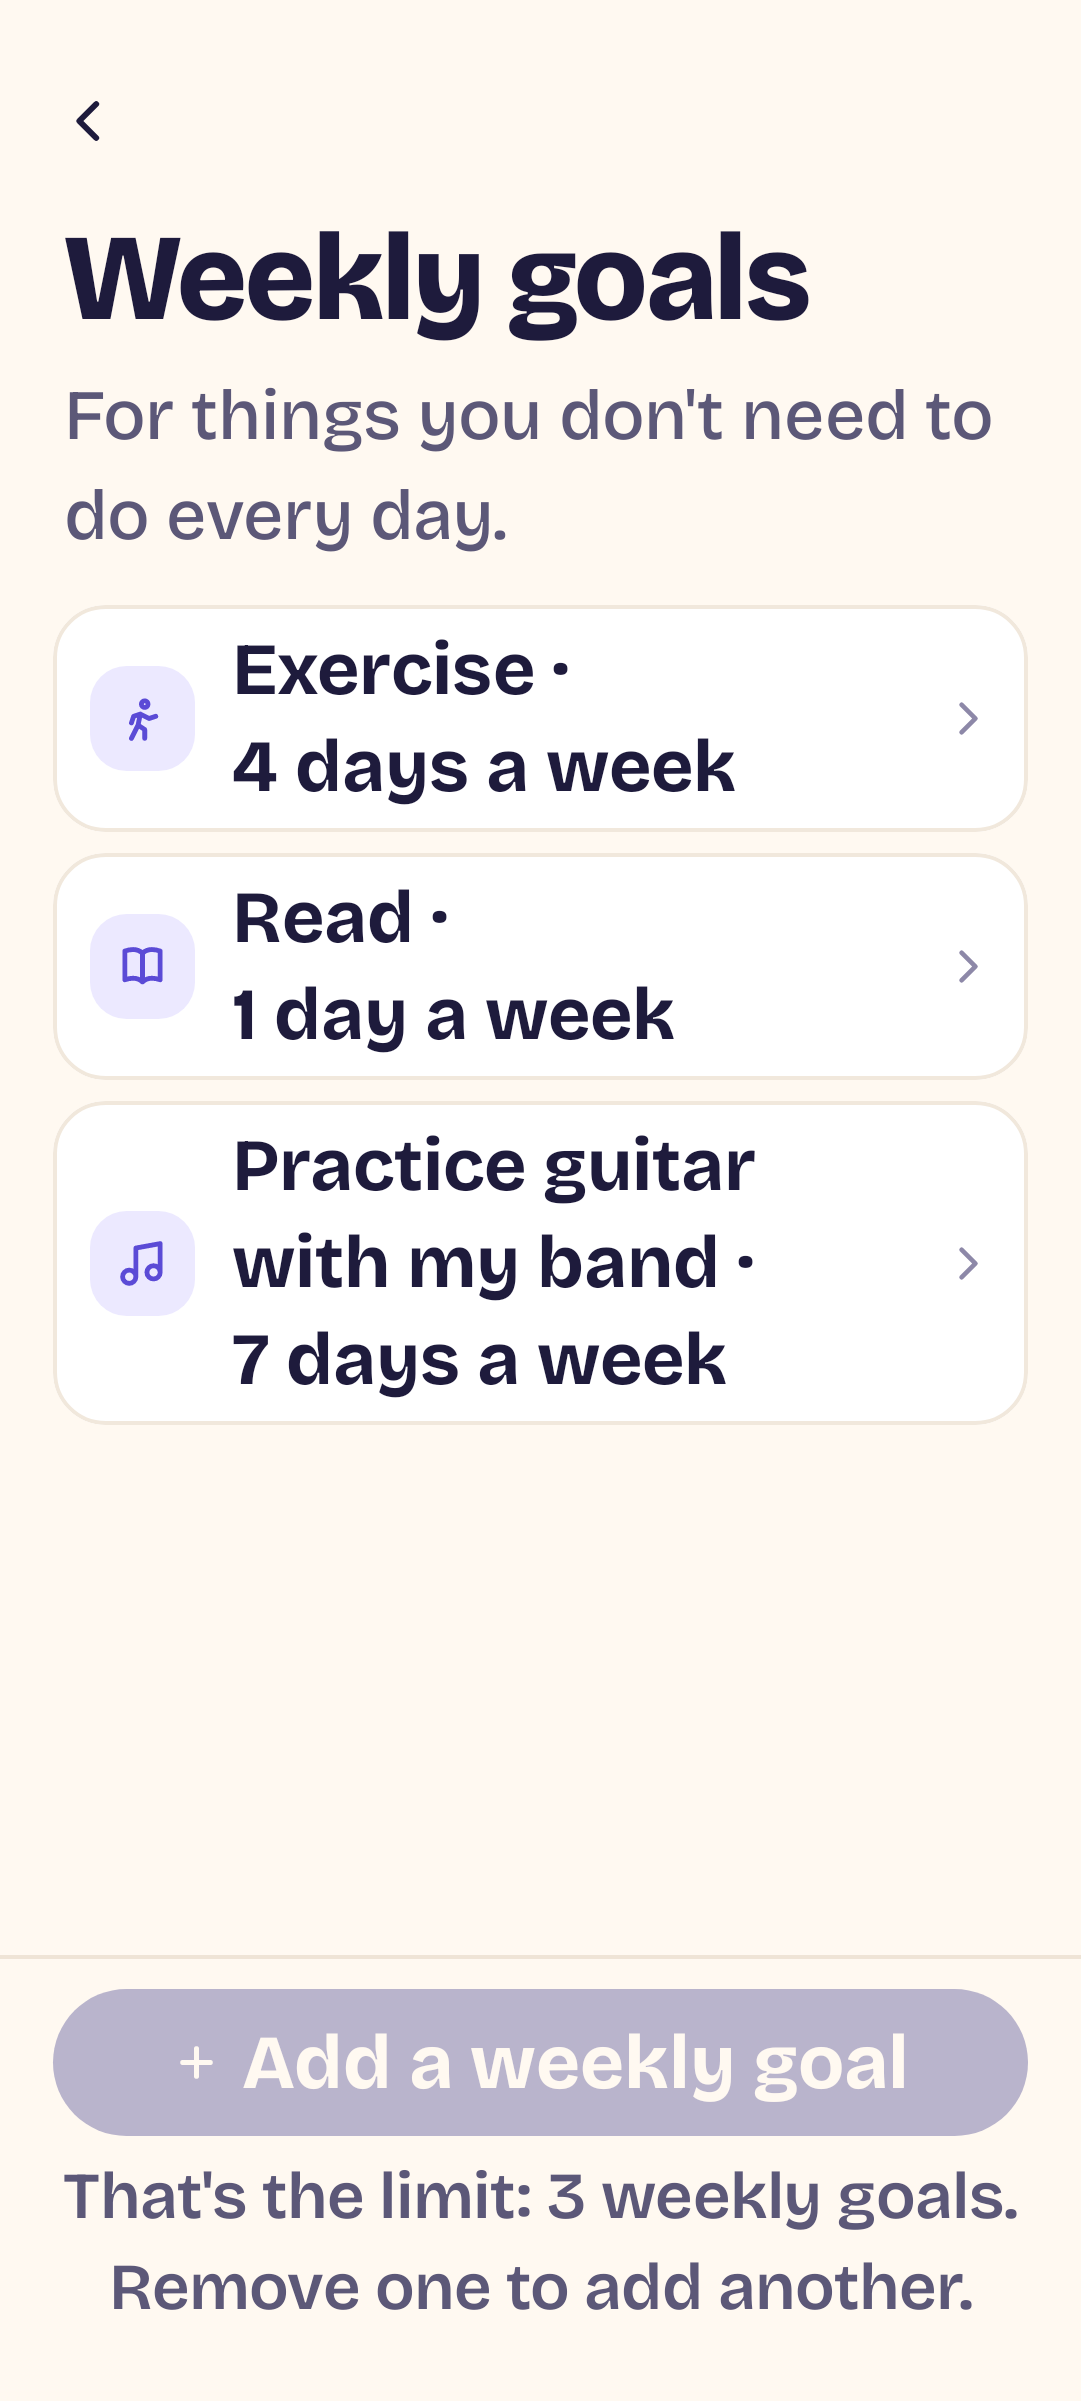 Weekly goals
For things you don't need to
do every day.
Exercise ·
4 days a week
Read ·
1 day a week
Practice guitar
with my band ·
7 days a week
+ Add a weekly goal
That's the limit: 3 weekly goals.
Remove one to add another.